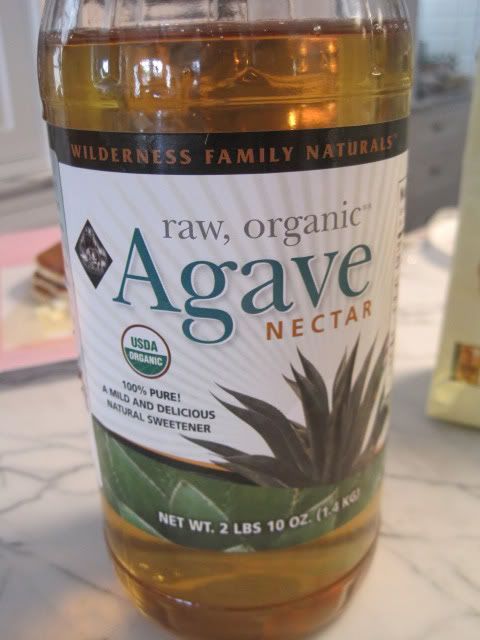 WILDERNESS FAMILY NATURALS™
raw, organic™
Agave
NECTAR
USDA
ORGANIC
100% PURE!
A MILD AND DELICIOUS
NATURAL SWEETENER
NET WT. 2 LBS 10 OZ. (1.4 KG)